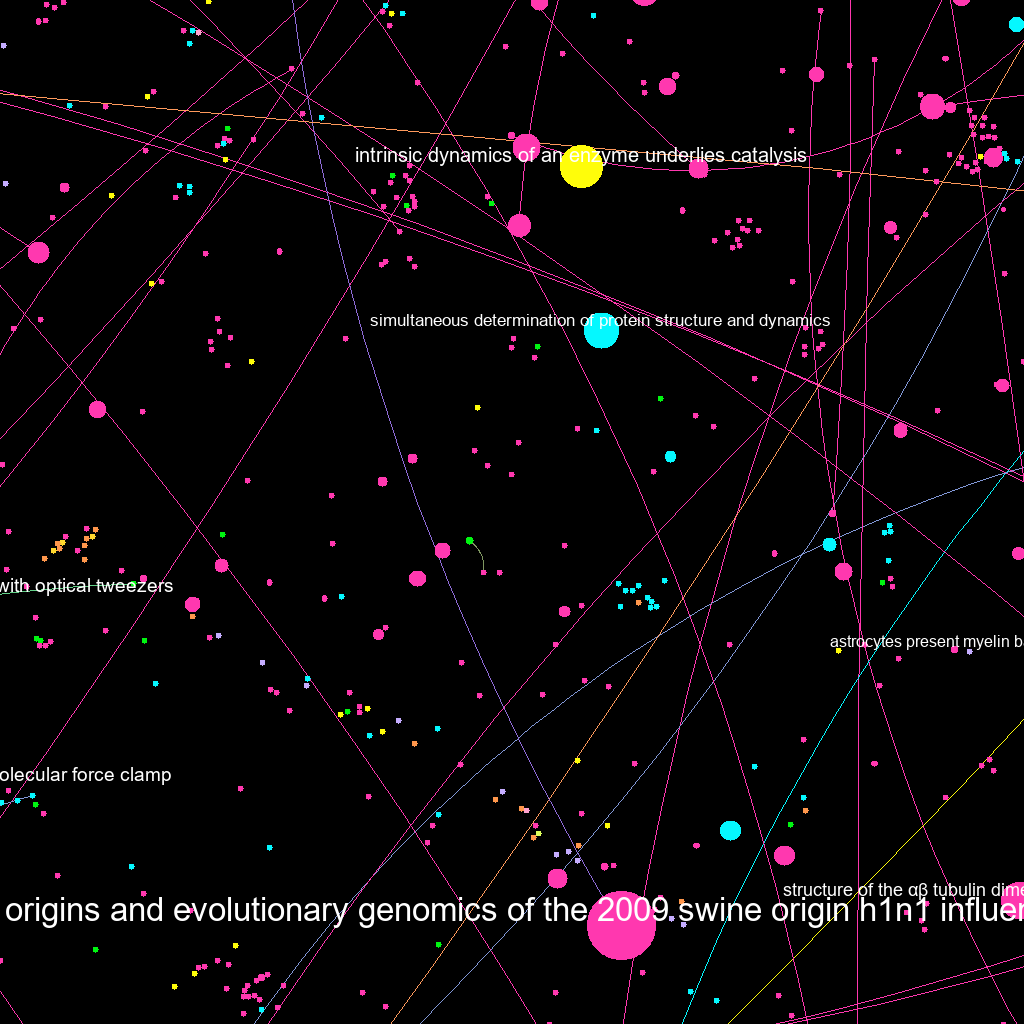 intrinsic dynamics of an enzyme underlies catalysis
simultaneous determination of protein structure and dynamics
with optical tweezers
astrocytes present myelin ba
olecular force clamp
structure of the αβ tubulin dime
origins and evolutionary genomics of the 2009 swine origin h1n1 influen